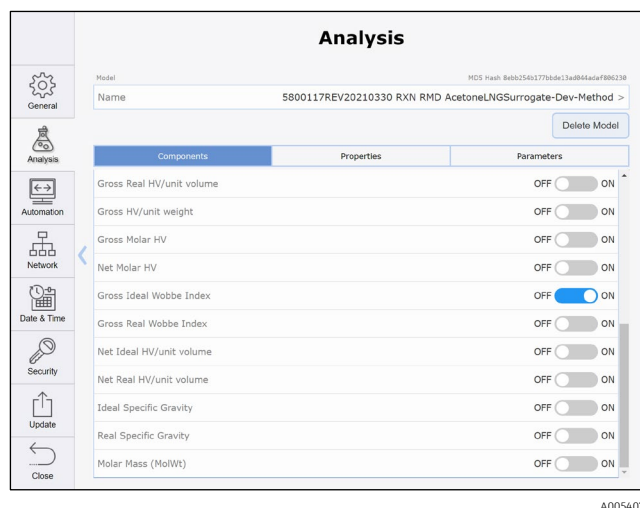 Analysis
General
Analysis
Automation
Network
Date & Time
Security
Update
Close
Model
MD5 Hash 8ebb254b177bbde13ad044adaf806230
Name 5800117REV20210330 RXN RMD AcetoneLNGSurrogate-Dev-Method >
Delete Model
Components Properties Parameters
Gross Real HV/unit volume OFF ON
Gross HV/unit weight OFF ON
Gross Molar HV OFF ON
Net Molar HV OFF ON
Gross Ideal Wobbe Index OFF ON
Gross Real Wobbe Index OFF ON
Net Ideal HV/unit volume OFF ON
Net Real HV/unit volume OFF ON
Ideal Specific Gravity OFF ON
Real Specific Gravity OFF ON
Molar Mass (MolWt) OFF ON